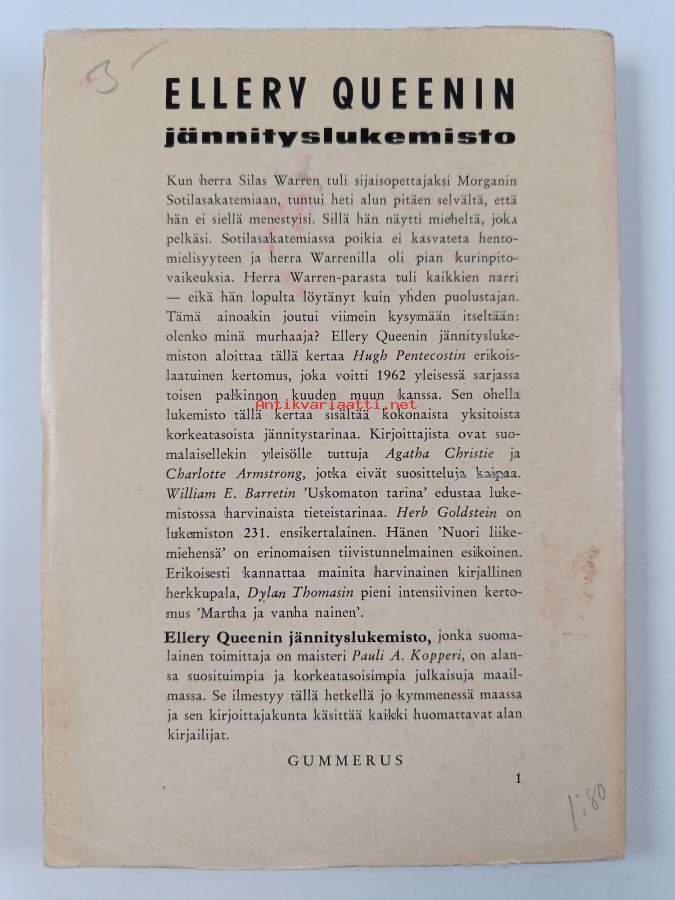 3
ELLERY QUEENIN
jännityslukemisto
Kun herra Silas Warren tuli sijaisopettajaksi Morganin
Sotilasakatemiaan, tuntui heti alun pitäen selvältä, että
hän ei siellä menestyisi. Sillä hän näytti mieheltä, joka
pelkäsi. Sotilasakatemiassa poikia ei kasvateta hento-
mielisyyteen ja herra Warrenilla oli pian kurinpito-
vaikeuksia. Herra Warren-parasta tuli kaikkien narri
— eikä hän lopulta löytänyt kuin yhden puolustajan.
Tämä ainoakin joutui viimein kysymään itseltään:
olenko minä murhaaja? Ellery Queenin jännitysluke-
miston aloittaa tällä kertaa Hugh Pentecostin erikois-
laatuinen kertomus, joka voitti 1962 yleisessä sarjassa
toisen palkinnon kuuden muun kanssa. Sen ohella
Antikvariaatti.net
lukemisto tällä kertaa sisältää kokonaista yksitoista
korkeatasoista jännitystarinaa. Kirjoittajista ovat suo-
malaisellekin yleisölle tuttuja Agatha Christie ja
Charlotte Armstrong, jotka eivät suositteluja kaipaa.
William E. Barretin 'Uskomaton tarina' edustaa luke-
mistossa harvinaista tieteistarinaa. Herb Goldstein on
lukemiston 231. ensikertalainen. Hänen 'Nuori liike-
miehensä' on erinomaisen tiivistunnelmainen esikoinen.
Erikoisesti kannattaa mainita harvinainen kirjallinen
herkkupala, Dylan Thomasin pieni intensiivinen kerto-
mus 'Martha ja vanha nainen'.
Ellery Queenin jännityslukemisto, jonka suoma-
lainen toimittaja on maisteri Pauli A. Kopperi, on alan-
sa suosituimpia ja korkeatasoisimpia julkaisuja maail-
massa. Se ilmestyy tällä hetkellä jo kymmenessä maassa
ja sen kirjoittajakunta käsittää kaikki huomattavat alan
kirjailijat.
GUMMERUS
1
1:80